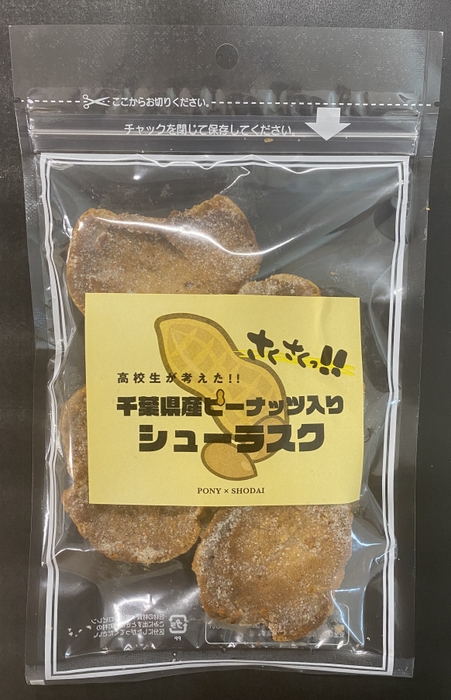 ここからお切りください。
チャックを閉じて保存してください。
さくさくっ!!
高校生が考えた!!
千葉県産ピーナッツ入り
シューラスク
PONY × SHODAI